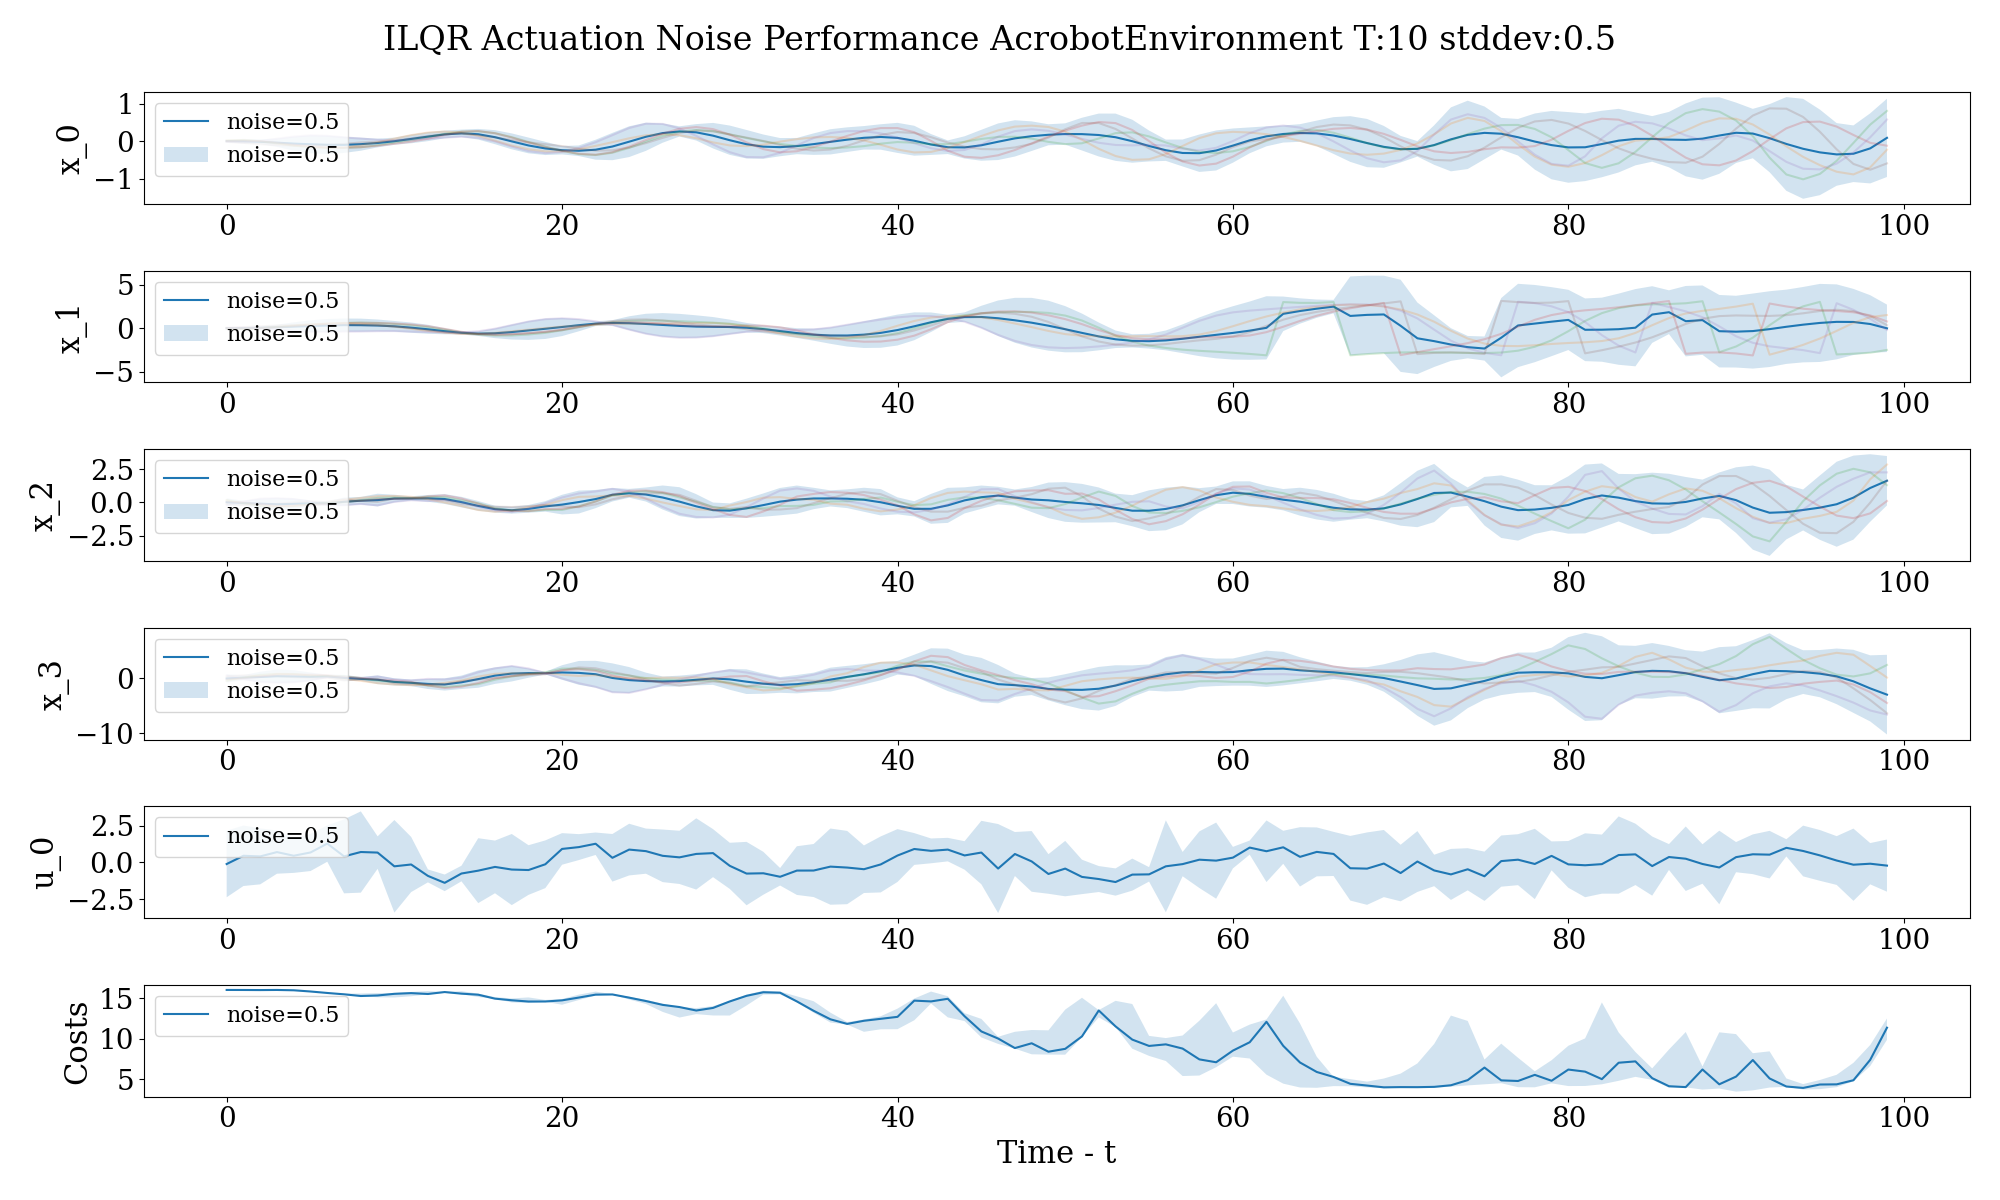 ILQR Actuation Noise Performance AcrobotEnvironment T:10 stddev:0.5
x_0
1
0
−1
noise=0.5
noise=0.5
0 20 40 60 80 100
x_1
5
0
−5
noise=0.5
noise=0.5
0 20 40 60 80 100
x_2
2.5
0.0
−2.5
noise=0.5
noise=0.5
0 20 40 60 80 100
x_3
0
−10
noise=0.5
noise=0.5
0 20 40 60 80 100
u_0
2.5
0.0
−2.5
noise=0.5
0 20 40 60 80 100
Costs
15
10
5
noise=0.5
0 20 40 60 80 100
Time - t